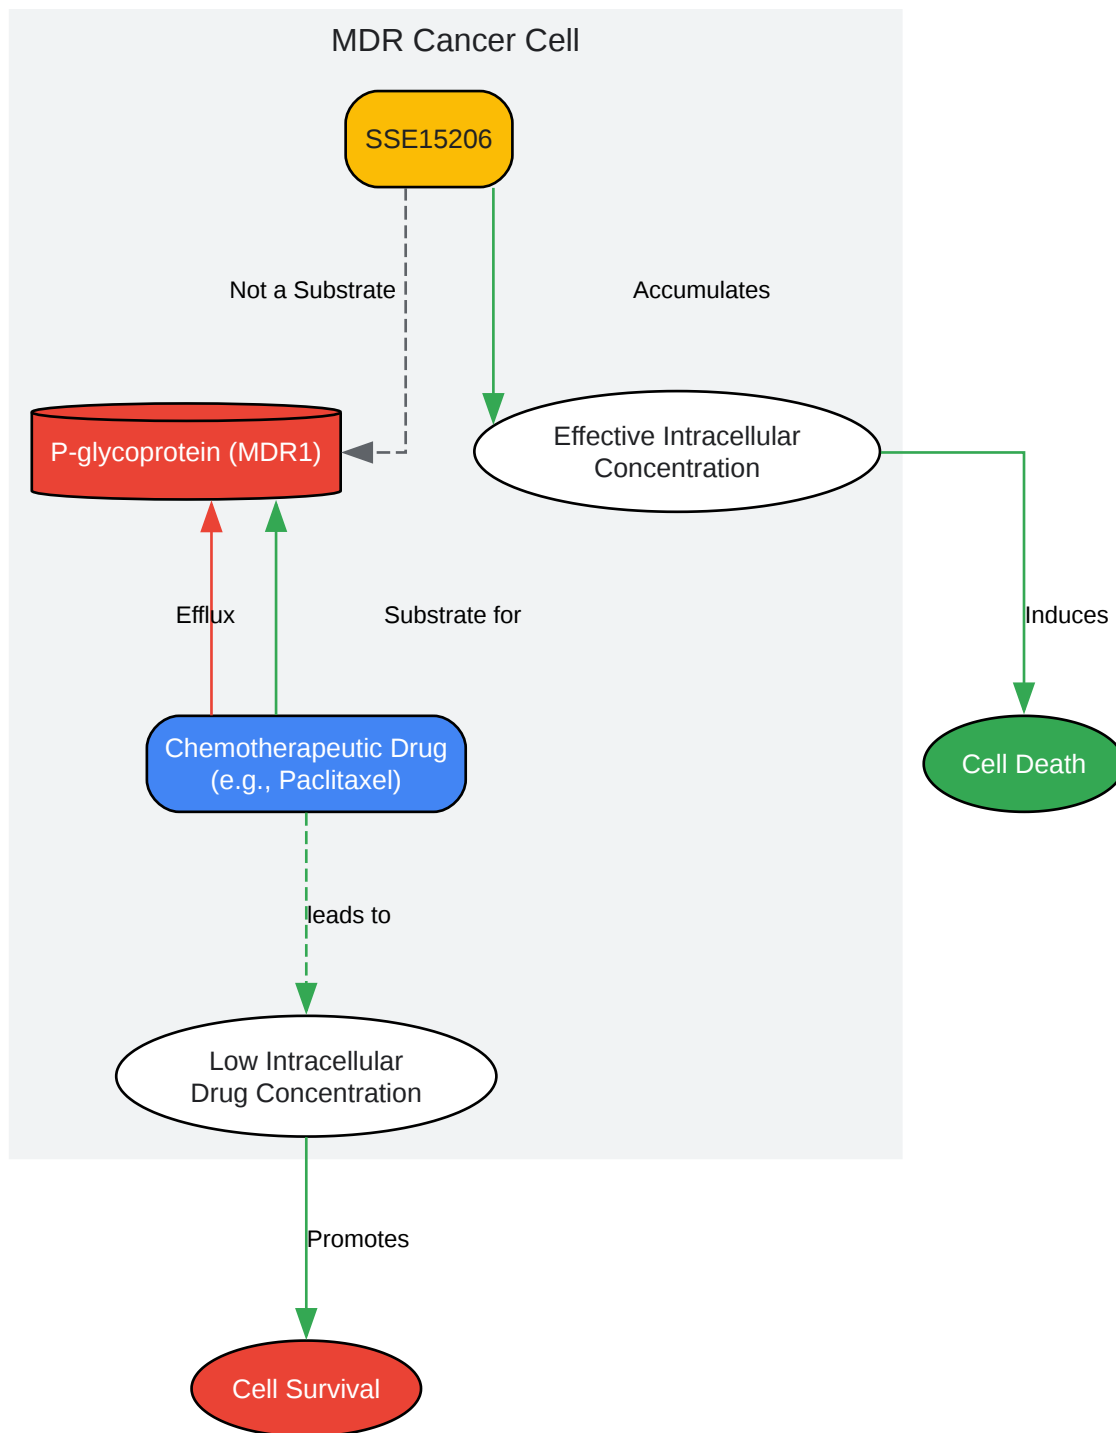 MDR Cancer Cell
SSE15206
Not a Substrate
Accumulates
P-glycoprotein (MDR1)
Effective Intracellular
Concentration
Efflux
Substrate for
Induces
Chemotherapeutic Drug
(e.g., Paclitaxel)
Cell Death
leads to
Low Intracellular
Drug Concentration
Promotes
Cell Survival